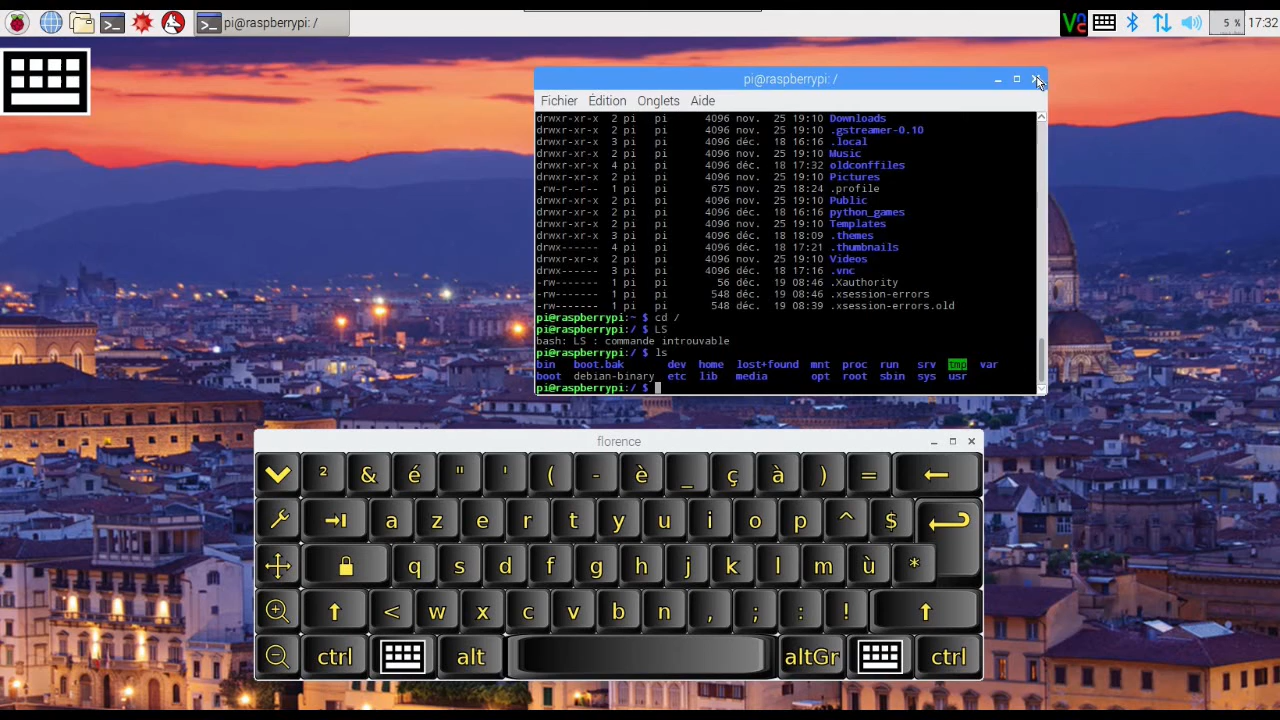 pi@raspberrypi: /
5 %
17:32
pi@raspberrypi: /
Fichier Édition Onglets Aide
drwxr-xr-x 2 pi pi 4096 nov. 25 19:10 Downloads
drwxr-xr-x 2 pi pi 4096 nov. 25 19:10 .gstreamer-0.10
drwxr-xr-x 3 pi pi 4096 déc. 18 16:16 .local
drwxr-xr-x 2 pi pi 4096 nov. 25 19:10 Music
drwxr-xr-x 4 pi pi 4096 déc. 18 17:32 oldconffiles
drwxr-xr-x 2 pi pi 4096 nov. 25 19:10 Pictures
-rw-r--r-- 1 pi pi 675 nov. 25 18:24 .profile
drwxr-xr-x 2 pi pi 4096 nov. 25 19:10 Public
drwxrwxr-x 2 pi pi 4096 déc. 18 16:16 python_games
drwxr-xr-x 2 pi pi 4096 nov. 25 19:10 Templates
drwxr-xr-x 3 pi pi 4096 déc. 18 18:09 .themes
drwx------ 4 pi pi 4096 déc. 18 17:21 .thumbnails
drwxr-xr-x 2 pi pi 4096 nov. 25 19:10 Videos
drwx------ 3 pi pi 4096 déc. 18 17:16 .vnc
-rw------- 1 pi pi 56 déc. 19 08:46 .Xauthority
-rw------- 1 pi pi 548 déc. 19 08:46 .xsession-errors
-rw------- 1 pi pi 548 déc. 19 08:39 .xsession-errors.old
pi@raspberrypi:~ $ cd /
pi@raspberrypi:/ $ LS
bash: LS : commande introuvable
pi@raspberrypi:/ $ ls
bin boot.bak dev home lost+found mnt proc run srv tmp var
boot debian-binary etc lib media opt root sbin sys usr
pi@raspberrypi:/ $
florence
² & é " ' ( - è _ ç à ) =
a z e r t y u i o p ^ $
q s d f g h j k l m ù *
< w x c v b n , ; : !
ctrl alt altGr ctrl